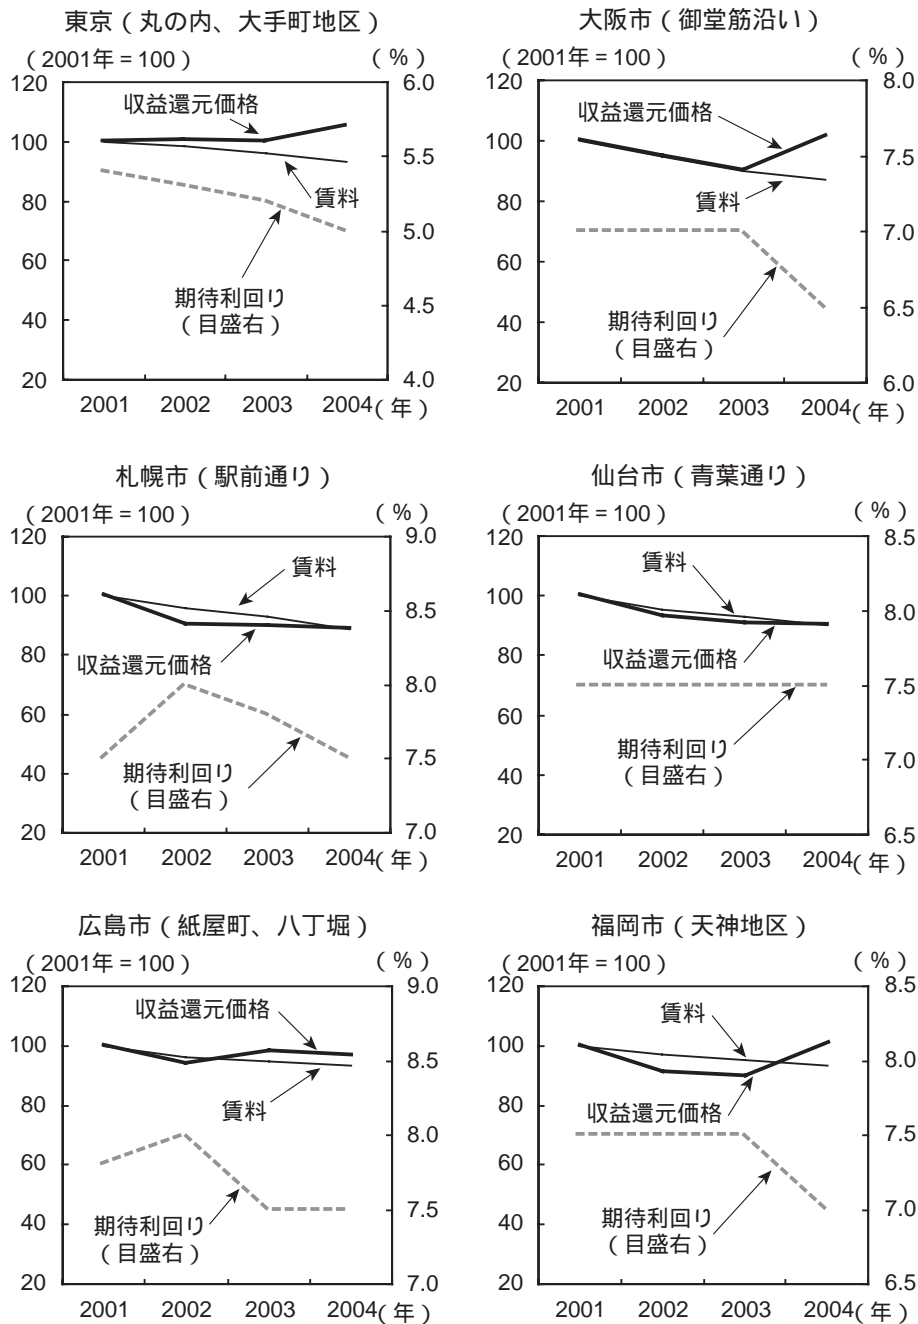 東京（丸の内、大手町地区）
（2001年＝100）
（%）
120
100
80
60
40
20
6.0
5.5
5.0
4.5
4.0
収益還元価格
賃料
期待利回り
（目盛右）
2001 2002 2003 2004（年）
大阪市（御堂筋沿い）
（2001年＝100）
（%）
120
100
80
60
40
20
8.0
7.5
7.0
6.5
6.0
収益還元価格
賃料
期待利回り
（目盛右）
2001 2002 2003 2004（年）
札幌市（駅前通り）
（2001年＝100）
（%）
120
100
80
60
40
20
9.0
8.5
8.0
7.5
7.0
賃料
収益還元価格
期待利回り
（目盛右）
2001 2002 2003 2004（年）
仙台市（青葉通り）
（2001年＝100）
（%）
120
100
80
60
40
20
8.5
8.0
7.5
7.0
6.5
賃料
収益還元価格
期待利回り
（目盛右）
2001 2002 2003 2004（年）
広島市（紙屋町、八丁堀）
（2001年＝100）
（%）
120
100
80
60
40
20
9.0
8.5
8.0
7.5
7.0
収益還元価格
賃料
期待利回り
（目盛右）
2001 2002 2003 2004（年）
福岡市（天神地区）
（2001年＝100）
（%）
120
100
80
60
40
20
8.5
8.0
7.5
7.0
6.5
賃料
収益還元価格
期待利回り
（目盛右）
2001 2002 2003 2004（年）